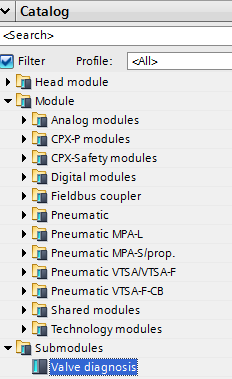 Catalog
<Search>
Filter Profile: <All>
Head module
Module
Analog modules
CPX-P modules
CPX-Safety modules
Digital modules
Fieldbus coupler
Pneumatic
Pneumatic MPA-L
Pneumatic MPA-S/prop.
Pneumatic VTSA/VTSA-F
Pneumatic VTSA-F-CB
Shared modules
Technology modules
Submodules
Valve diagnosis